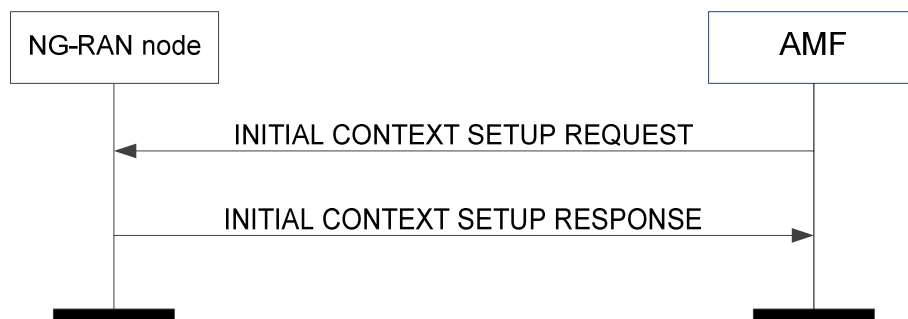 NG-RAN node
AMF
INITIAL CONTEXT SETUP REQUEST
INITIAL CONTEXT SETUP RESPONSE